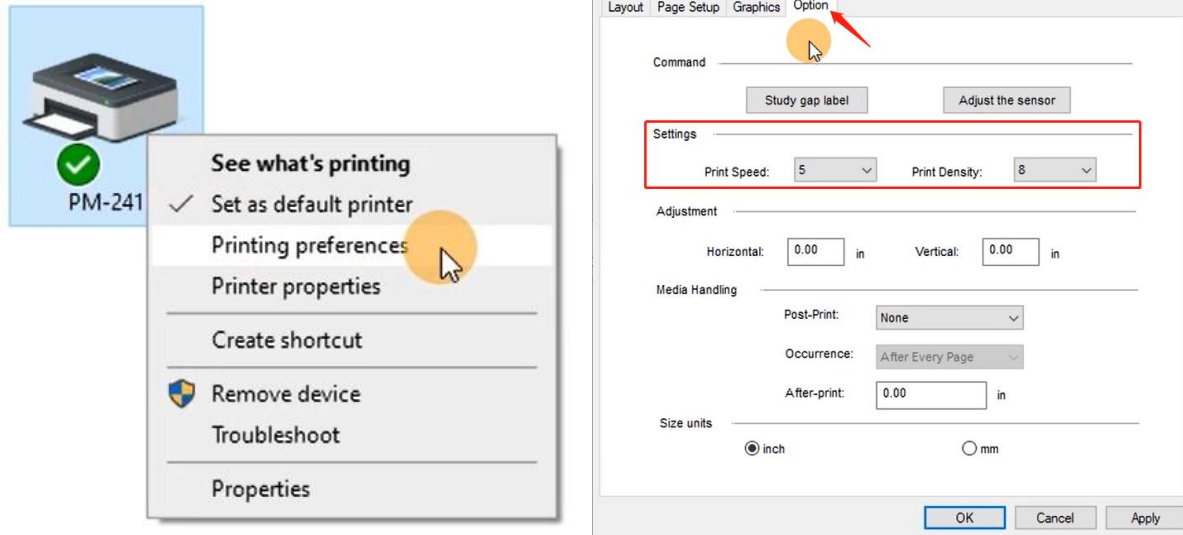 PM-241
See what's printing
Set as default printer
Printing preferences
Printer properties
Create shortcut
Remove device
Troubleshoot
Properties
Layout Page Setup Graphics Option
Command
Study gap label Adjust the sensor
Settings
Print Speed: 5 Print Density: 8
Adjustment
Horizontal: 0.00 in Vertical: 0.00 in
Media Handling
Post-Print: None
Occurrence: After Every Page
After-print: 0.00 in
Size units
inch mm
OK Cancel Apply